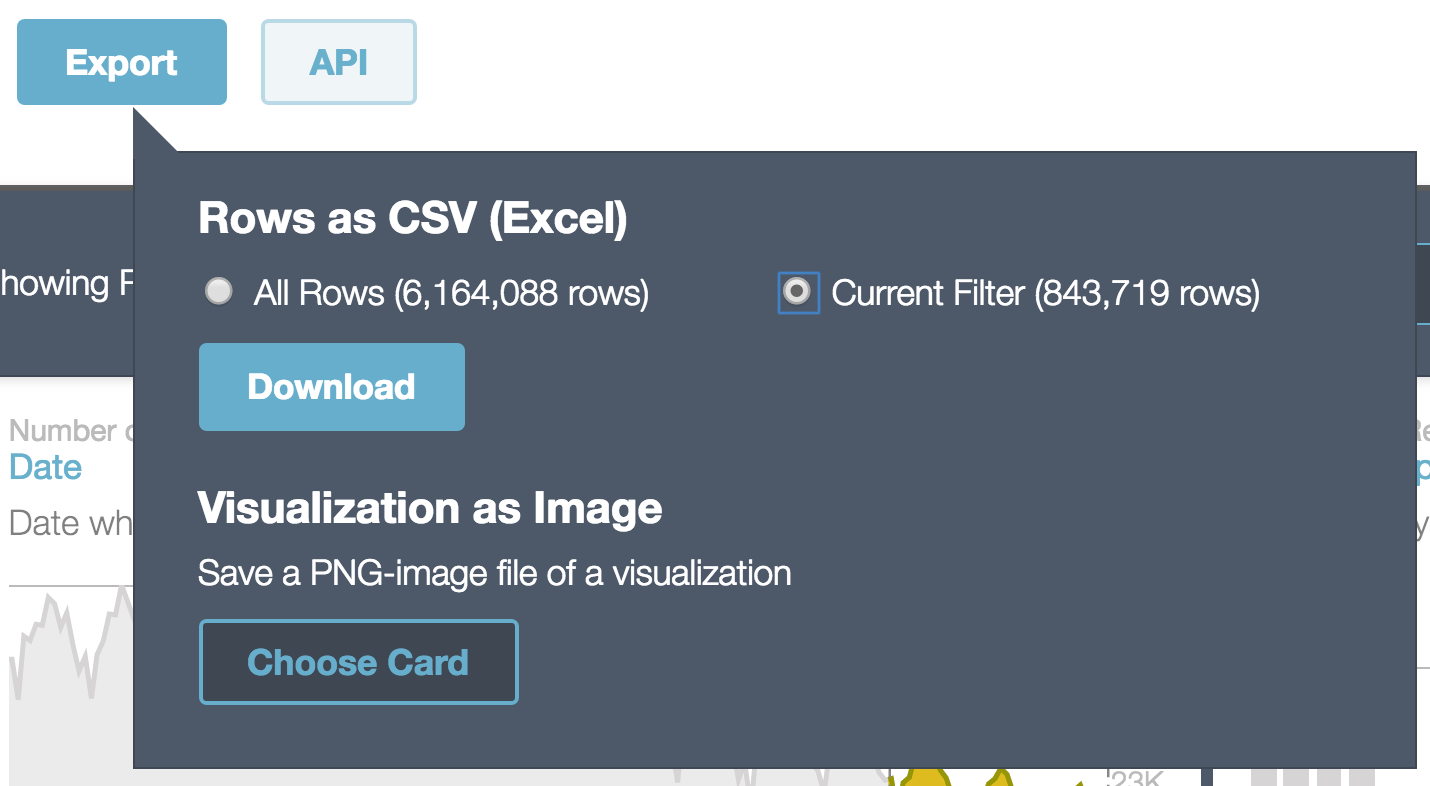 Export API
Rows as CSV (Excel)
howing
All Rows (6,164,088 rows) Current Filter (843,719 rows)
Download
Number
Date
Date wh
Visualization as Image
Save a PNG-image file of a visualization
Choose Card
23K